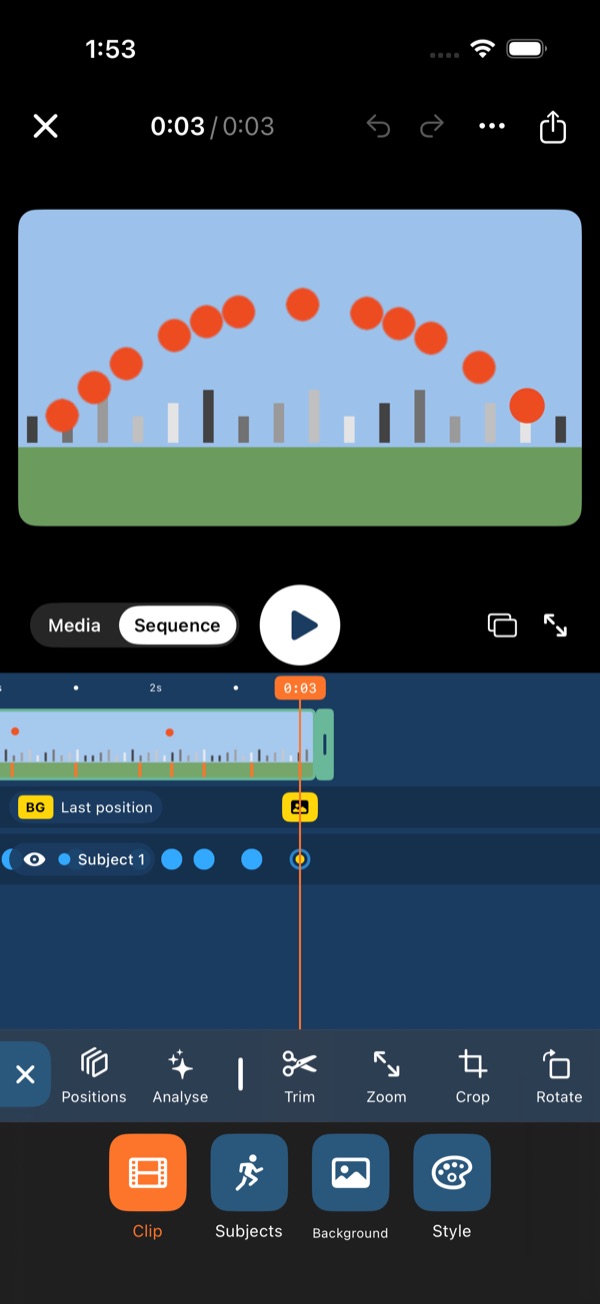 1:53
0:03 / 0:03
Media Sequence
2s 0:03
BG Last position
Subject 1
Positions Analyse Trim Zoom Crop Rotate
Clip Subjects Background Style